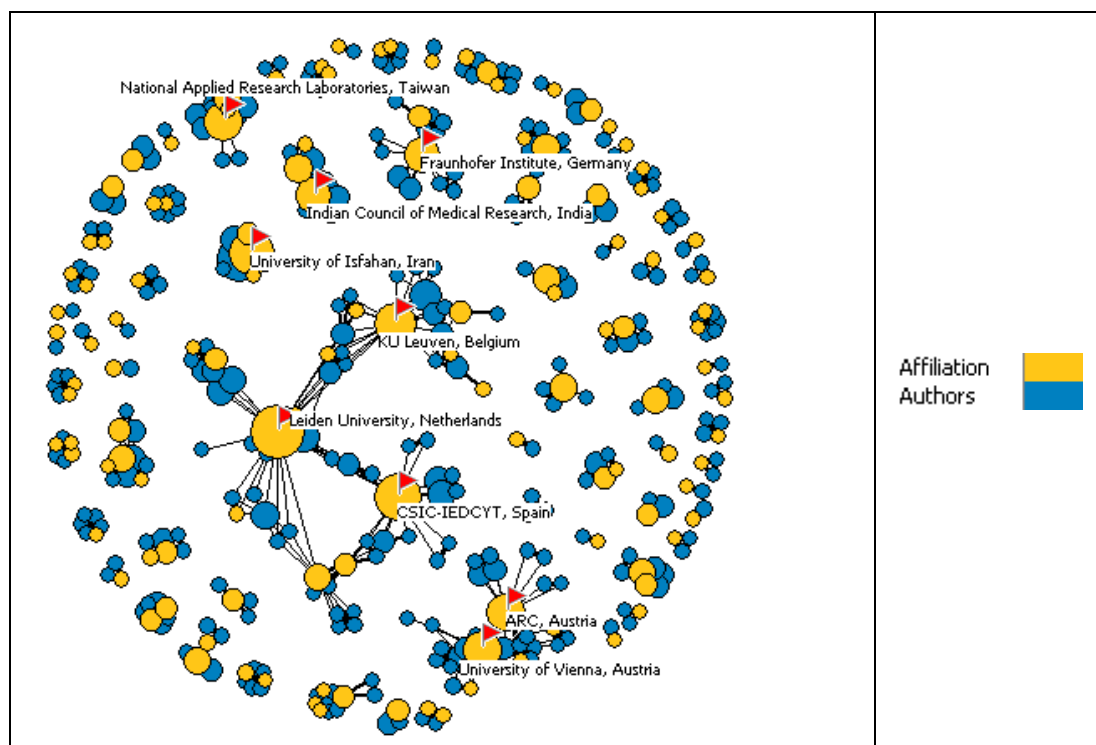 National Applied Research Laboratories, Taiwan
Fraunhofer Institute, Germany
Indian Council of Medical Research, India
University of Isfahan, Iran
KU Leuven, Belgium
Leiden University, Netherlands
CSIC-IEDCYT, Spain
ARC, Austria
University of Vienna, Austria
Affiliation
Authors